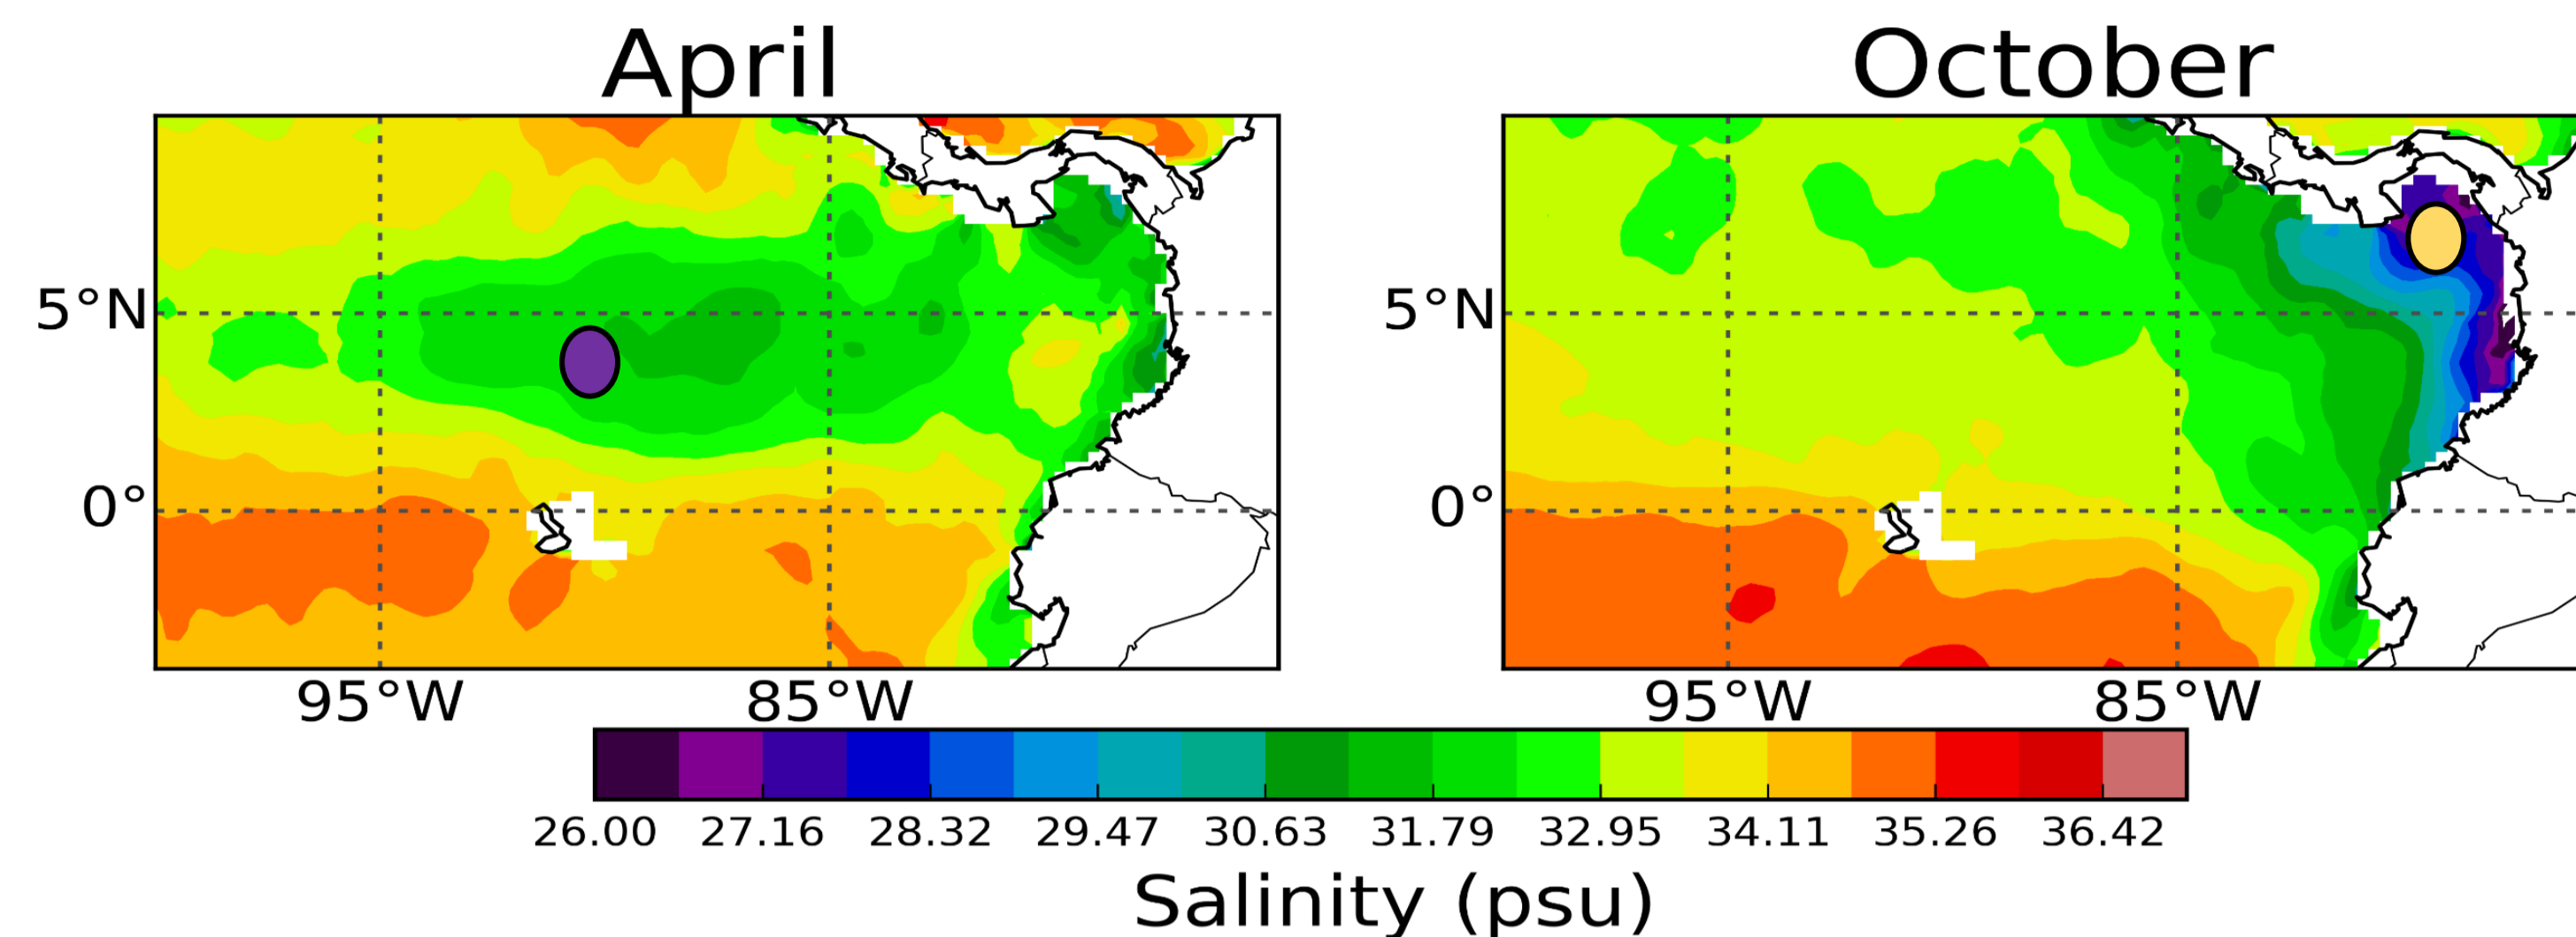 April October
5°N 5°N
0° 0°
95°W 85°W 95°W 85°W
26.00 27.16 28.32 29.47 30.63 31.79 32.95 34.11 35.26 36.42
Salinity (psu)